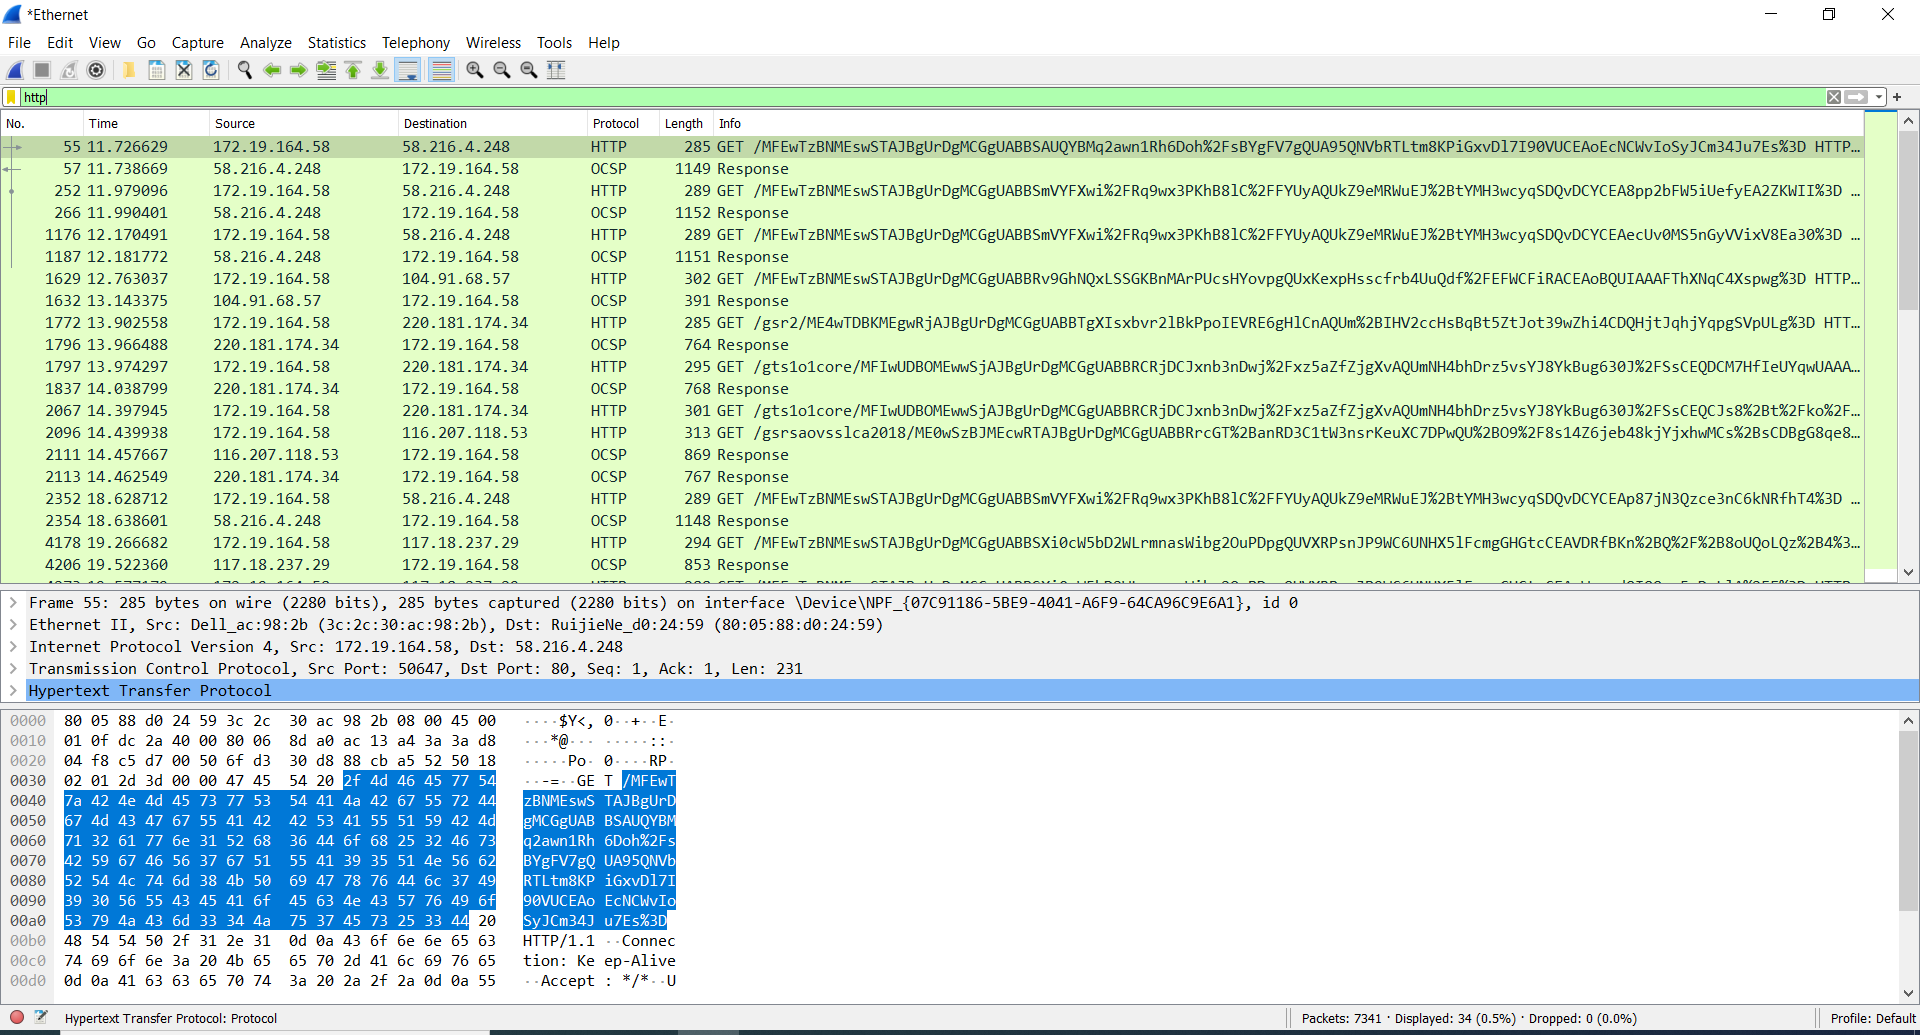 *Ethernet
File Edit View Go Capture Analyze Statistics Telephony Wireless Tools Help
http
No. Time Source Destination Protocol Length Info
55 11.726629 172.19.164.58 58.216.4.248 HTTP 285 GET /MFEwTzBNMEswSTAJBgUrDgMCGgUABBSAUQYBMq2awn1Rh6Doh%2FsBYgFV7gQUA95QNVbRTLtm8KPiGxvDl7I90VUCEAoEcNCWvIoSyJCm34Ju7Es%3D HTTP…
57 11.738669 58.216.4.248 172.19.164.58 OCSP 1149 Response
252 11.979096 172.19.164.58 58.216.4.248 HTTP 289 GET /MFEwTzBNMEswSTAJBgUrDgMCGgUABBSmVYFXwi%2FRq9wx3PKhB8lC%2FFYUyAQUkZ9eMRWuEJ%2BtYMH3wcyqSDQvDCYCEA8pp2bFW5iUefyEA2ZKWII%3D …
266 11.990401 58.216.4.248 172.19.164.58 OCSP 1152 Response
1176 12.170491 172.19.164.58 58.216.4.248 HTTP 289 GET /MFEwTzBNMEswSTAJBgUrDgMCGgUABBSmVYFXwi%2FRq9wx3PKhB8lC%2FFYUyAQUkZ9eMRWuEJ%2BtYMH3wcyqSDQvDCYCEAecUv0MS5nGyVVixV8Ea30%3D …
1187 12.181772 58.216.4.248 172.19.164.58 OCSP 1151 Response
1629 12.763037 172.19.164.58 104.91.68.57 HTTP 302 GET /MFEwTzBNMEswSTAJBgUrDgMCGgUABBRv9GhNQxLSSGKBnMArPUcsHYovpgQUxKexpHsscfrb4UuQdf%2FEFWCFiRACEAoBQUIAAAFThXNqC4Xspwg%3D HTTP…
1632 13.143375 104.91.68.57 172.19.164.58 OCSP 391 Response
1772 13.902558 172.19.164.58 220.181.174.34 HTTP 285 GET /gsr2/ME4wTDBKMEgwRjAJBgUrDgMCGgUABBTgXIsxbvr2lBkPpoIEVRE6gHlCnAQUm%2BIHV2ccHsBqBt5ZtJot39wZhi4CDQHjtJqhjYqpgSVpULg%3D HTT…
1796 13.966488 220.181.174.34 172.19.164.58 OCSP 764 Response
1797 13.974297 172.19.164.58 220.181.174.34 HTTP 295 GET /gts1o1core/MFIwUDBOMEwwSjAJBgUrDgMCGgUABBRCRjDCJxnb3nDwj%2Fxz5aZfZjgXvAQUmNH4bhDrz5vsYJ8YkBug630J%2FSsCEQDCM7HfIeUYqwUAAA…
1837 14.038799 220.181.174.34 172.19.164.58 OCSP 768 Response
2067 14.397945 172.19.164.58 220.181.174.34 HTTP 301 GET /gts1o1core/MFIwUDBOMEwwSjAJBgUrDgMCGgUABBRCRjDCJxnb3nDwj%2Fxz5aZfZjgXvAQUmNH4bhDrz5vsYJ8YkBug630J%2FSsCEQCJs8%2Bt%2Fko%2F…
2096 14.439938 172.19.164.58 116.207.118.53 HTTP 313 GET /gsrsaovsslca2018/ME0wSzBJMEcwRTAJBgUrDgMCGgUABBRrcGT%2BanRD3C1tW3nsrKeuXC7DPwQU%2BO9%2F8s14Z6jeb48kjYjxhwMCs%2BsCDBgG8qe8…
2111 14.457667 116.207.118.53 172.19.164.58 OCSP 869 Response
2113 14.462549 220.181.174.34 172.19.164.58 OCSP 767 Response
2352 18.628712 172.19.164.58 58.216.4.248 HTTP 289 GET /MFEwTzBNMEswSTAJBgUrDgMCGgUABBSmVYFXwi%2FRq9wx3PKhB8lC%2FFYUyAQUkZ9eMRWuEJ%2BtYMH3wcyqSDQvDCYCEAp87jN3Qzce3nC6kNRfhT4%3D …
2354 18.638601 58.216.4.248 172.19.164.58 OCSP 1148 Response
4178 19.266682 172.19.164.58 117.18.237.29 HTTP 294 GET /MFEwTzBNMEswSTAJBgUrDgMCGgUABBSXi0cW5bD2WLrmnasWibg2OuPDpgQUVXRPsnJP9WC6UNHX5lFcmgGHGtcCEAVDRfBKn%2BQ%2F%2B8oUQoLQz%2B4%3…
4206 19.522360 117.18.237.29 172.19.164.58 OCSP 853 Response
Frame 55: 285 bytes on wire (2280 bits), 285 bytes captured (2280 bits) on interface \Device\NPF_{07C91186-5BE9-4041-A6F9-64CA96C9E6A1}, id 0
Ethernet II, Src: Dell_ac:98:2b (3c:2c:30:ac:98:2b), Dst: RuijieNe_d0:24:59 (80:05:88:d0:24:59)
Internet Protocol Version 4, Src: 172.19.164.58, Dst: 58.216.4.248
Transmission Control Protocol, Src Port: 50647, Dst Port: 80, Seq: 1, Ack: 1, Len: 231
Hypertext Transfer Protocol
0000 80 05 88 d0 24 59 3c 2c 30 ac 98 2b 08 00 45 00 ····$Y<, 0··+··E·
0010 01 0f dc 2a 40 00 80 06 8d a0 ac 13 a4 3a 3a d8 ···*@··· ·····::·
0020 04 f8 c5 d7 00 50 6f d3 30 d8 88 cb a5 52 50 18 ·····Po· 0····RP·
0030 02 01 2d 3d 00 00 47 45 54 20 2f 4d 46 45 77 54 ··-=··GE T /MFEwT
0040 7a 42 4e 4d 45 73 77 53 54 41 4a 42 67 55 72 44 zBNMEswS TAJBgUrD
0050 67 4d 43 47 67 55 41 42 42 53 41 55 51 59 42 4d gMCGgUAB BSAUQYBM
0060 71 32 61 77 6e 31 52 68 36 44 6f 68 25 32 46 73 q2awn1Rh 6Doh%2Fs
0070 42 59 67 46 56 37 67 51 55 41 39 35 51 4e 56 62 BYgFV7gQ UA95QNVb
0080 52 54 4c 74 6d 38 4b 50 69 47 78 76 44 6c 37 49 RTLtm8KP iGxvDl7I
0090 39 30 56 55 43 45 41 6f 45 63 4e 43 57 76 49 6f 90VUCEAo EcNCWvIo
00a0 53 79 4a 43 6d 33 34 4a 75 37 45 73 25 33 44 20 SyJCm34J u7Es%3D
00b0 48 54 54 50 2f 31 2e 31 0d 0a 43 6f 6e 6e 65 63 HTTP/1.1 ··Connec
00c0 74 69 6f 6e 3a 20 4b 65 65 70 2d 41 6c 69 76 65 tion: Ke ep-Alive
00d0 0d 0a 41 63 63 65 70 74 3a 20 2a 2f 2a 0d 0a 55 ··Accept : */*··U
Hypertext Transfer Protocol: Protocol
Packets: 7341 · Displayed: 34 (0.5%) · Dropped: 0 (0.0%)
Profile: Default